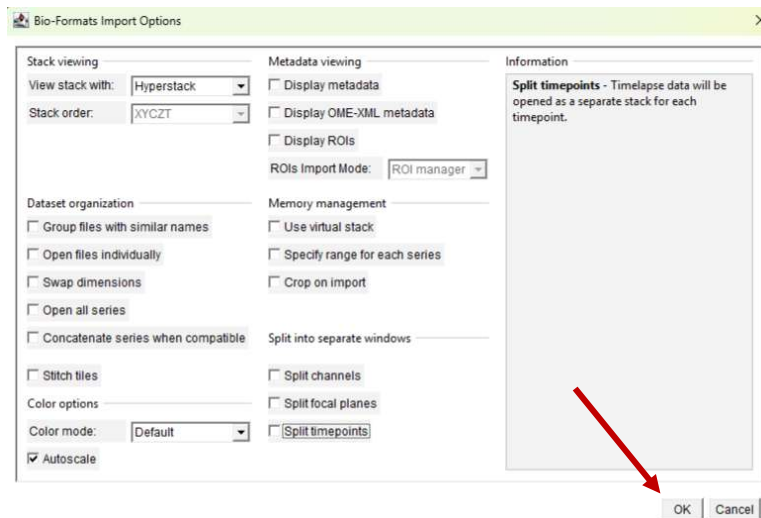 Bio-Formats Import Options
Stack viewing
View stack with: Hyperstack
Stack order: XYCZT
Metadata viewing
Display metadata
Display OME-XML metadata
Display ROIs
ROIs Import Mode: ROI manager
Information
Split timepoints - Timelapse data will be
opened as a separate stack for each
timepoint.
Dataset organization
Group files with similar names
Open files individually
Swap dimensions
Open all series
Concatenate series when compatible
Stitch tiles
Memory management
Use virtual stack
Specify range for each series
Crop on import
Split into separate windows
Split channels
Split focal planes
Split timepoints
Color options
Color mode: Default
Autoscale
OK Cancel